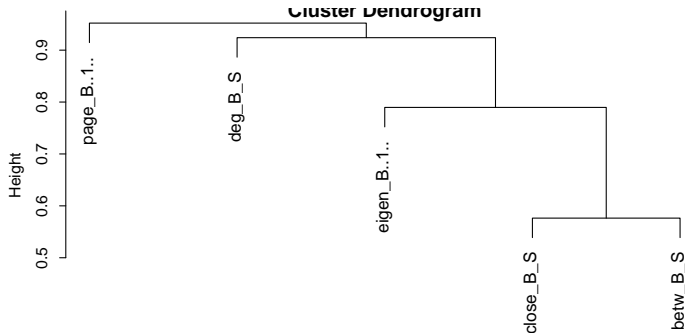 Cluster Dendrogram
Height
0.9
0.8
0.7
0.6
0.5
page_B..1..
deg_B_S
eigen_B..1..
close_B_S
betw_B_S